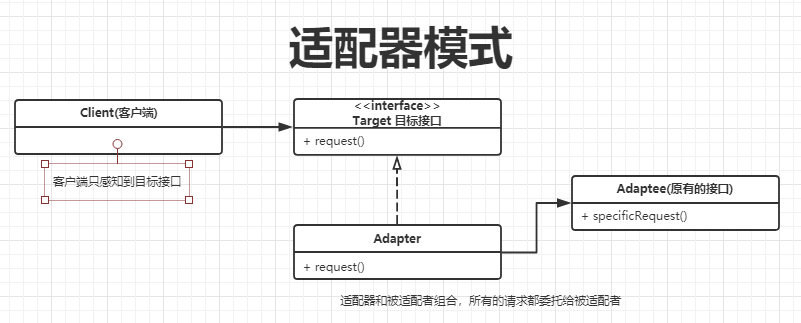 适配器模式
Client(客户端)
<<interface>>
Target 目标接口
+ request()
客户端只感知到目标接口
Adaptee(原有的接口)
+ specificRequest()
Adapter
+ request()
适配器和被适配者组合，所有的请求都委托给被适配者